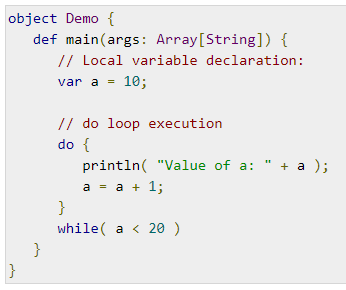 object Demo {
   def main(args: Array[String]) {
      // Local variable declaration:
      var a = 10;

      // do loop execution
      do {
         println( "Value of a: " + a );
         a = a + 1;
      }
      while( a < 20 )
   }
}